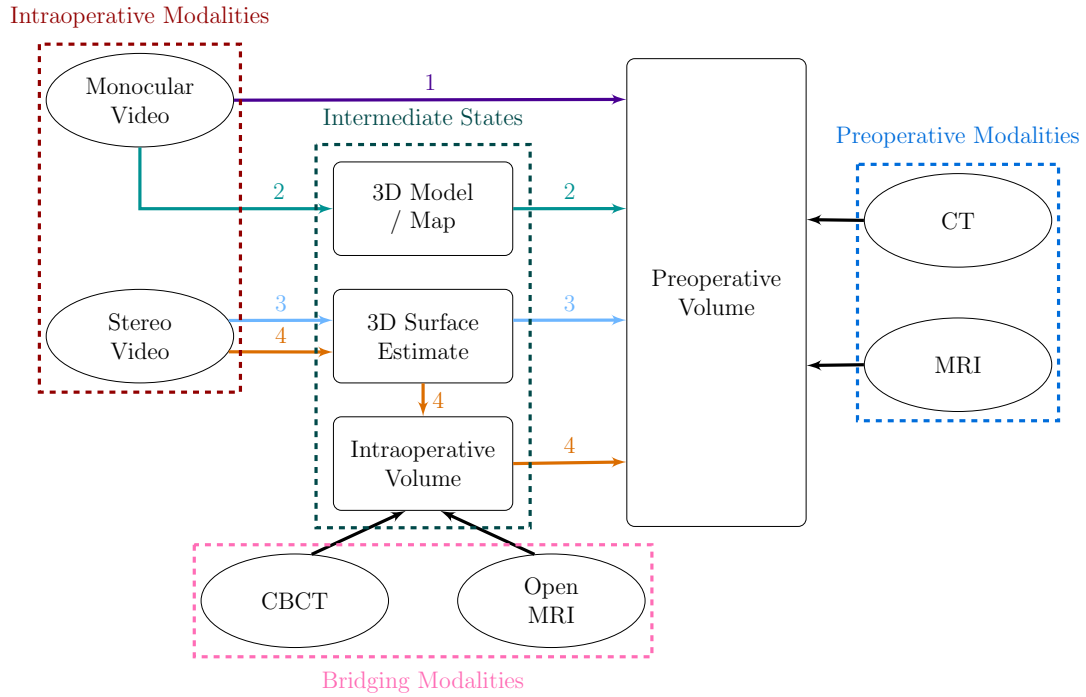 Intraoperative Modalities
Monocular
Video
1
Intermediate States
Preoperative Modalities
2
3D Model
/ Map
2
CT
Preoperative
Volume
Stereo
Video
3
4
3D Surface
Estimate
3
MRI
4
Intraoperative
Volume
4
CBCT
Open
MRI
Bridging Modalities